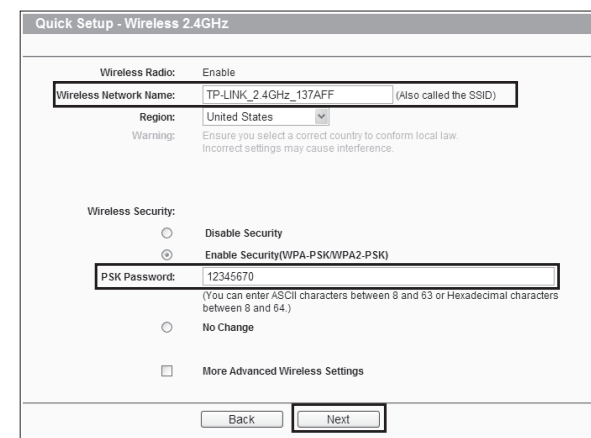 Quick Setup - Wireless 2.4GHz
Wireless Radio: Enable
Wireless Network Name: TP-LINK_2.4GHz_137AFF (Also called the SSID)
Region: United States
Warning: Ensure you select a correct country to conform local law.
Incorrect settings may cause interference.
Wireless Security:
Disable Security
Enable Security(WPA-PSK/WPA2-PSK)
PSK Password: 12345670
(You can enter ASCII characters between 8 and 63 or Hexadecimal characters
between 8 and 64.)
No Change
More Advanced Wireless Settings
Back Next